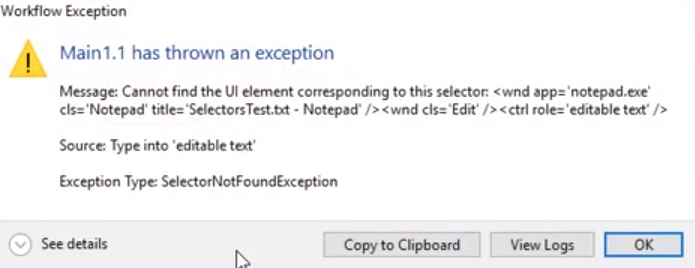 Workflow Exception
Main1.1 has thrown an exception
Message: Cannot find the UI element corresponding to this selector: <wnd app='notepad.exe'
cls='Notepad' title='SelectorsTest.txt - Notepad' /><wnd cls='Edit' /><ctrl role='editable text' />
Source: Type into 'editable text'
Exception Type: SelectorNotFoundException
See details
Copy to Clipboard
View Logs
OK